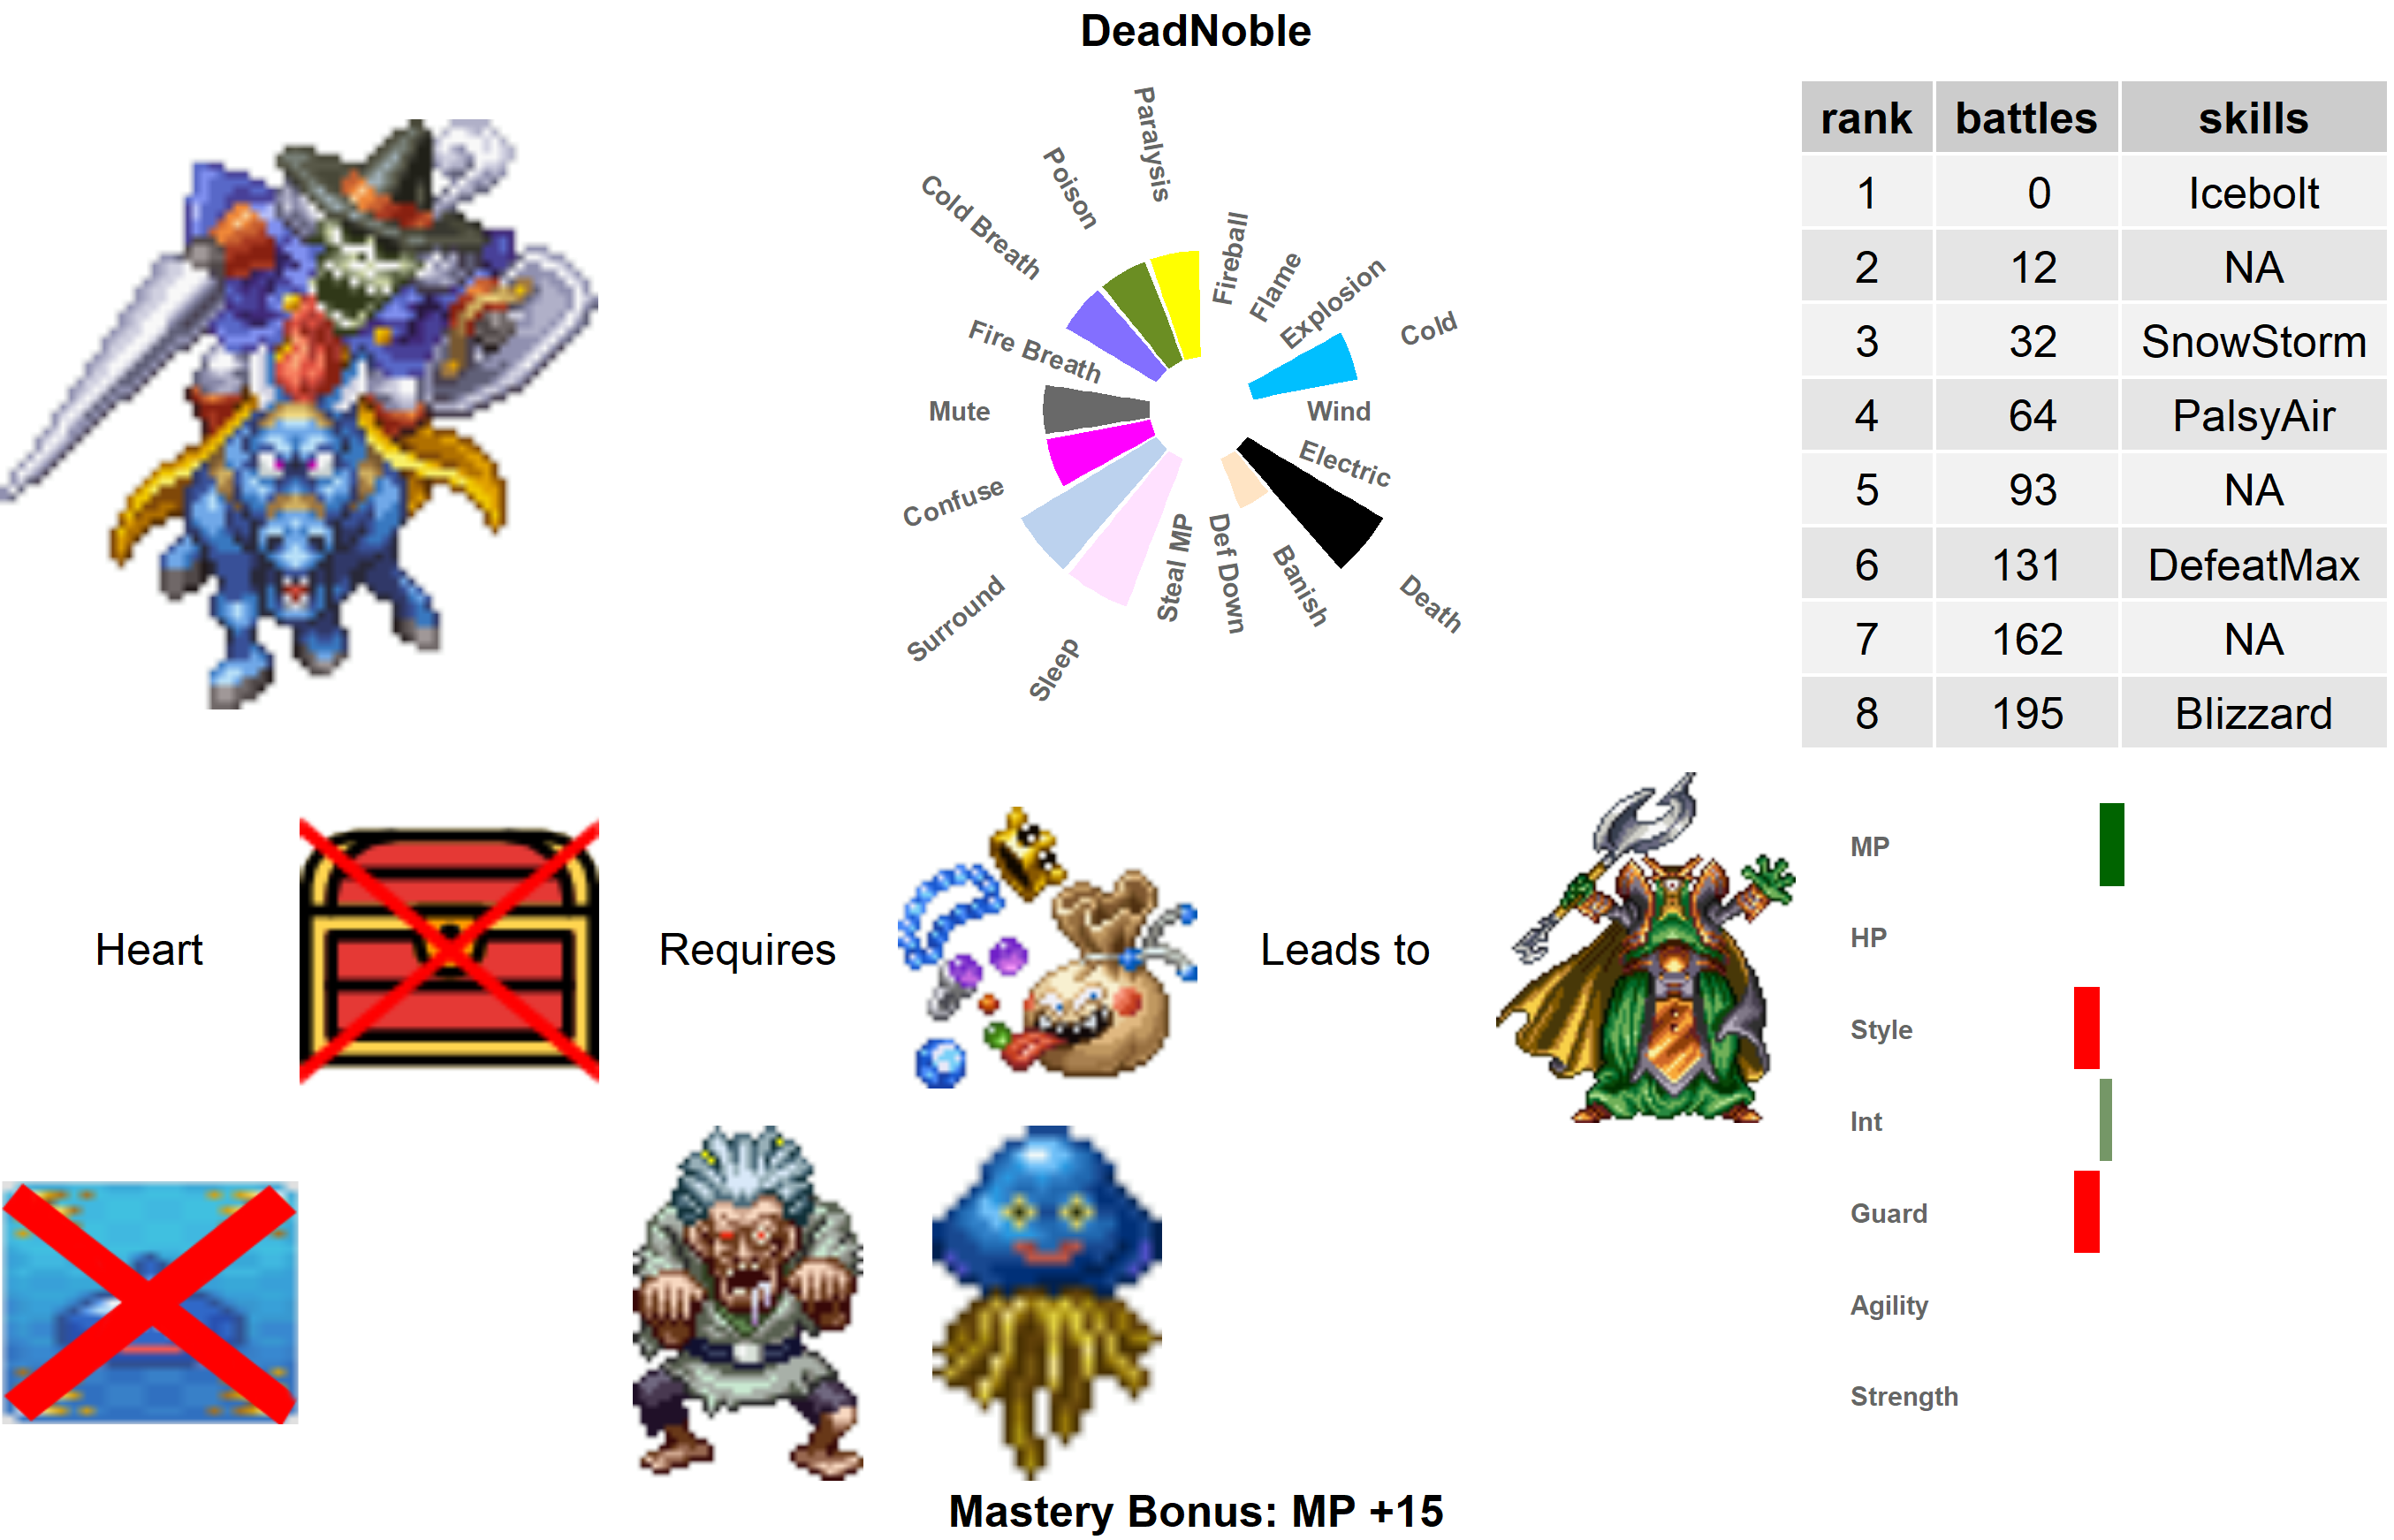 DeadNoble
Paralysis
Poison
Cold Breath
Fire Breath
Mute
Confuse
Surround
Sleep
Steal MP
Def Down
Banish
Death
Electric
Wind
Cold
Explosion
Flame
Fireball
rank battles skills
1 0 Icebolt
2 12 NA
3 32 SnowStorm
4 64 PalsyAir
5 93 NA
6 131 DefeatMax
7 162 NA
8 195 Blizzard
Heart
Requires
Leads to
MP
HP
Style
Int
Guard
Agility
Strength
Mastery Bonus: MP +15